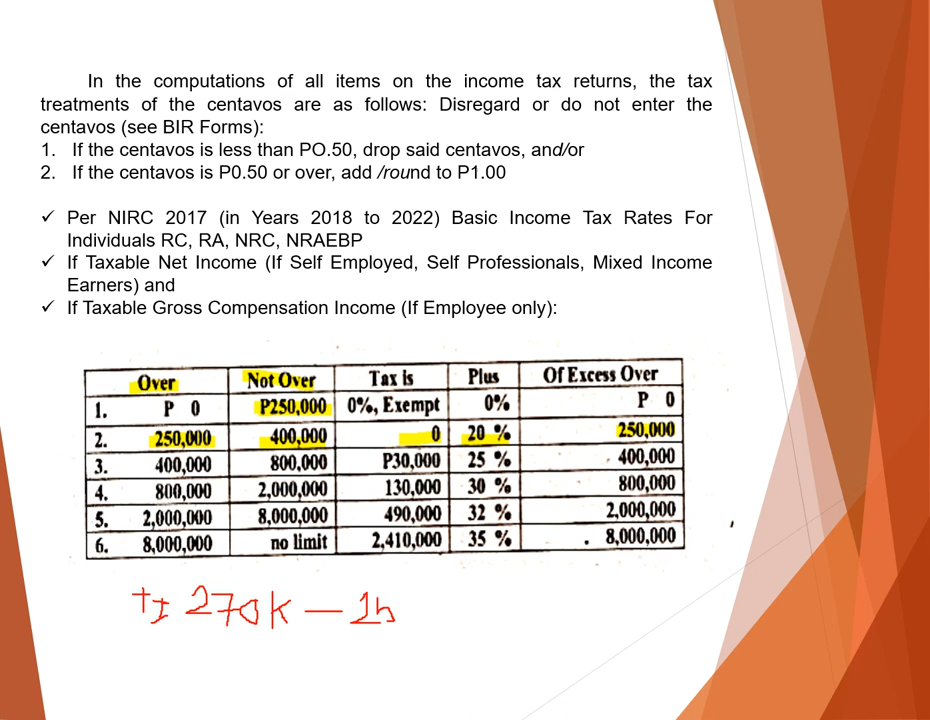 In the computations of all items on the income tax returns, the tax
treatments of the centavos are as follows: Disregard or do not enter the
centavos (see BIR Forms):
1. If the centavos is less than PO.50, drop said centavos, and/or
2. If the centavos is P0.50 or over, add /round to P1.00
✓ Per NIRC 2017 (in Years 2018 to 2022) Basic Income Tax Rates For
Individuals RC, RA, NRC, NRAEBP
✓ If Taxable Net Income (If Self Employed, Self Professionals, Mixed Income
Earners) and
✓ If Taxable Gross Compensation Income (If Employee only):
Over Not Over Tax is Plus Of Excess Over
1. P 0 P250,000 0%, Exempt 0% P 0
2. 250,000 400,000 0 20 % 250,000
3. 400,000 800,000 P30,000 25 % 400,000
4. 800,000 2,000,000 130,000 30 % 800,000
5. 2,000,000 8,000,000 490,000 32 % 2,000,000
6. 8,000,000 no limit 2,410,000 35 % 8,000,000
TI 270K –